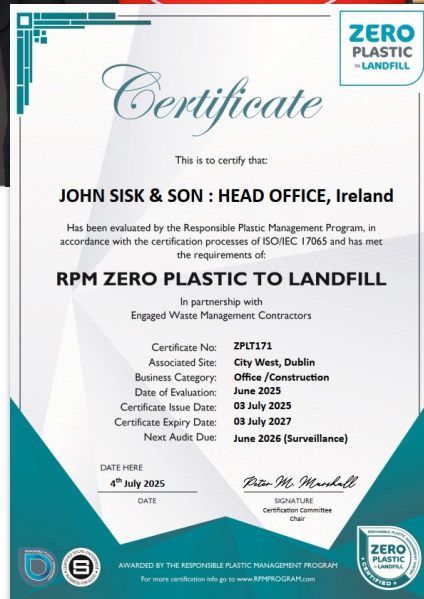 ZERO
PLASTIC
TO LANDFILL
Certificate
This is to certify that:
JOHN SISK & SON : HEAD OFFICE, Ireland
Has been evaluated by the Responsible Plastic Management Program, in
accordance with the certification processes of ISO/IEC 17065 and has met
the requirements of:
RPM ZERO PLASTIC TO LANDFILL
In partnership with
Engaged Waste Management Contractors
Certificate No: ZPLT171
Associated Site: City West, Dublin
Business Category: Office /Construction
Date of Evaluation: June 2025
Certificate Issue Date: 03 July 2025
Certificate Expiry Date: 03 July 2027
Next Audit Due: June 2026 (Surveillance)
DATE HERE
4th July 2025
DATE
Peter M. Marshall
SIGNATURE
Certification Committee
Chair
AWARDED BY THE RESPONSIBLE PLASTIC MANAGEMENT PROGRAM
For more certification info go to www.RPMPROGRAM.com
ZERO
PLASTIC
TO LANDFILL
CERTIFIED